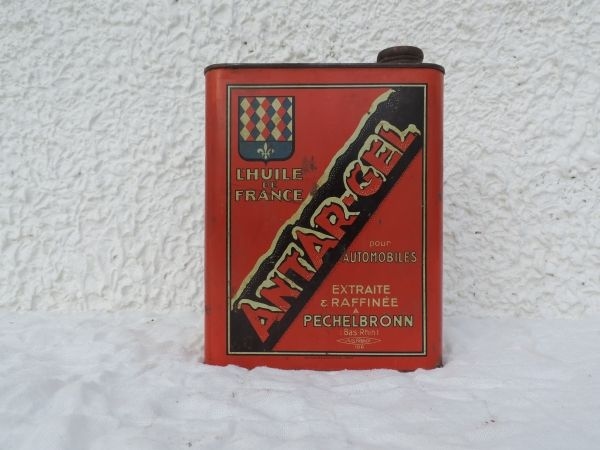 L'HUILE
DE
FRANCE
ANTAR-GEL
pour
AUTOMOBILES
EXTRAITE
& RAFFINÉE
A
PECHELBRONN
(Bas-Rhin)